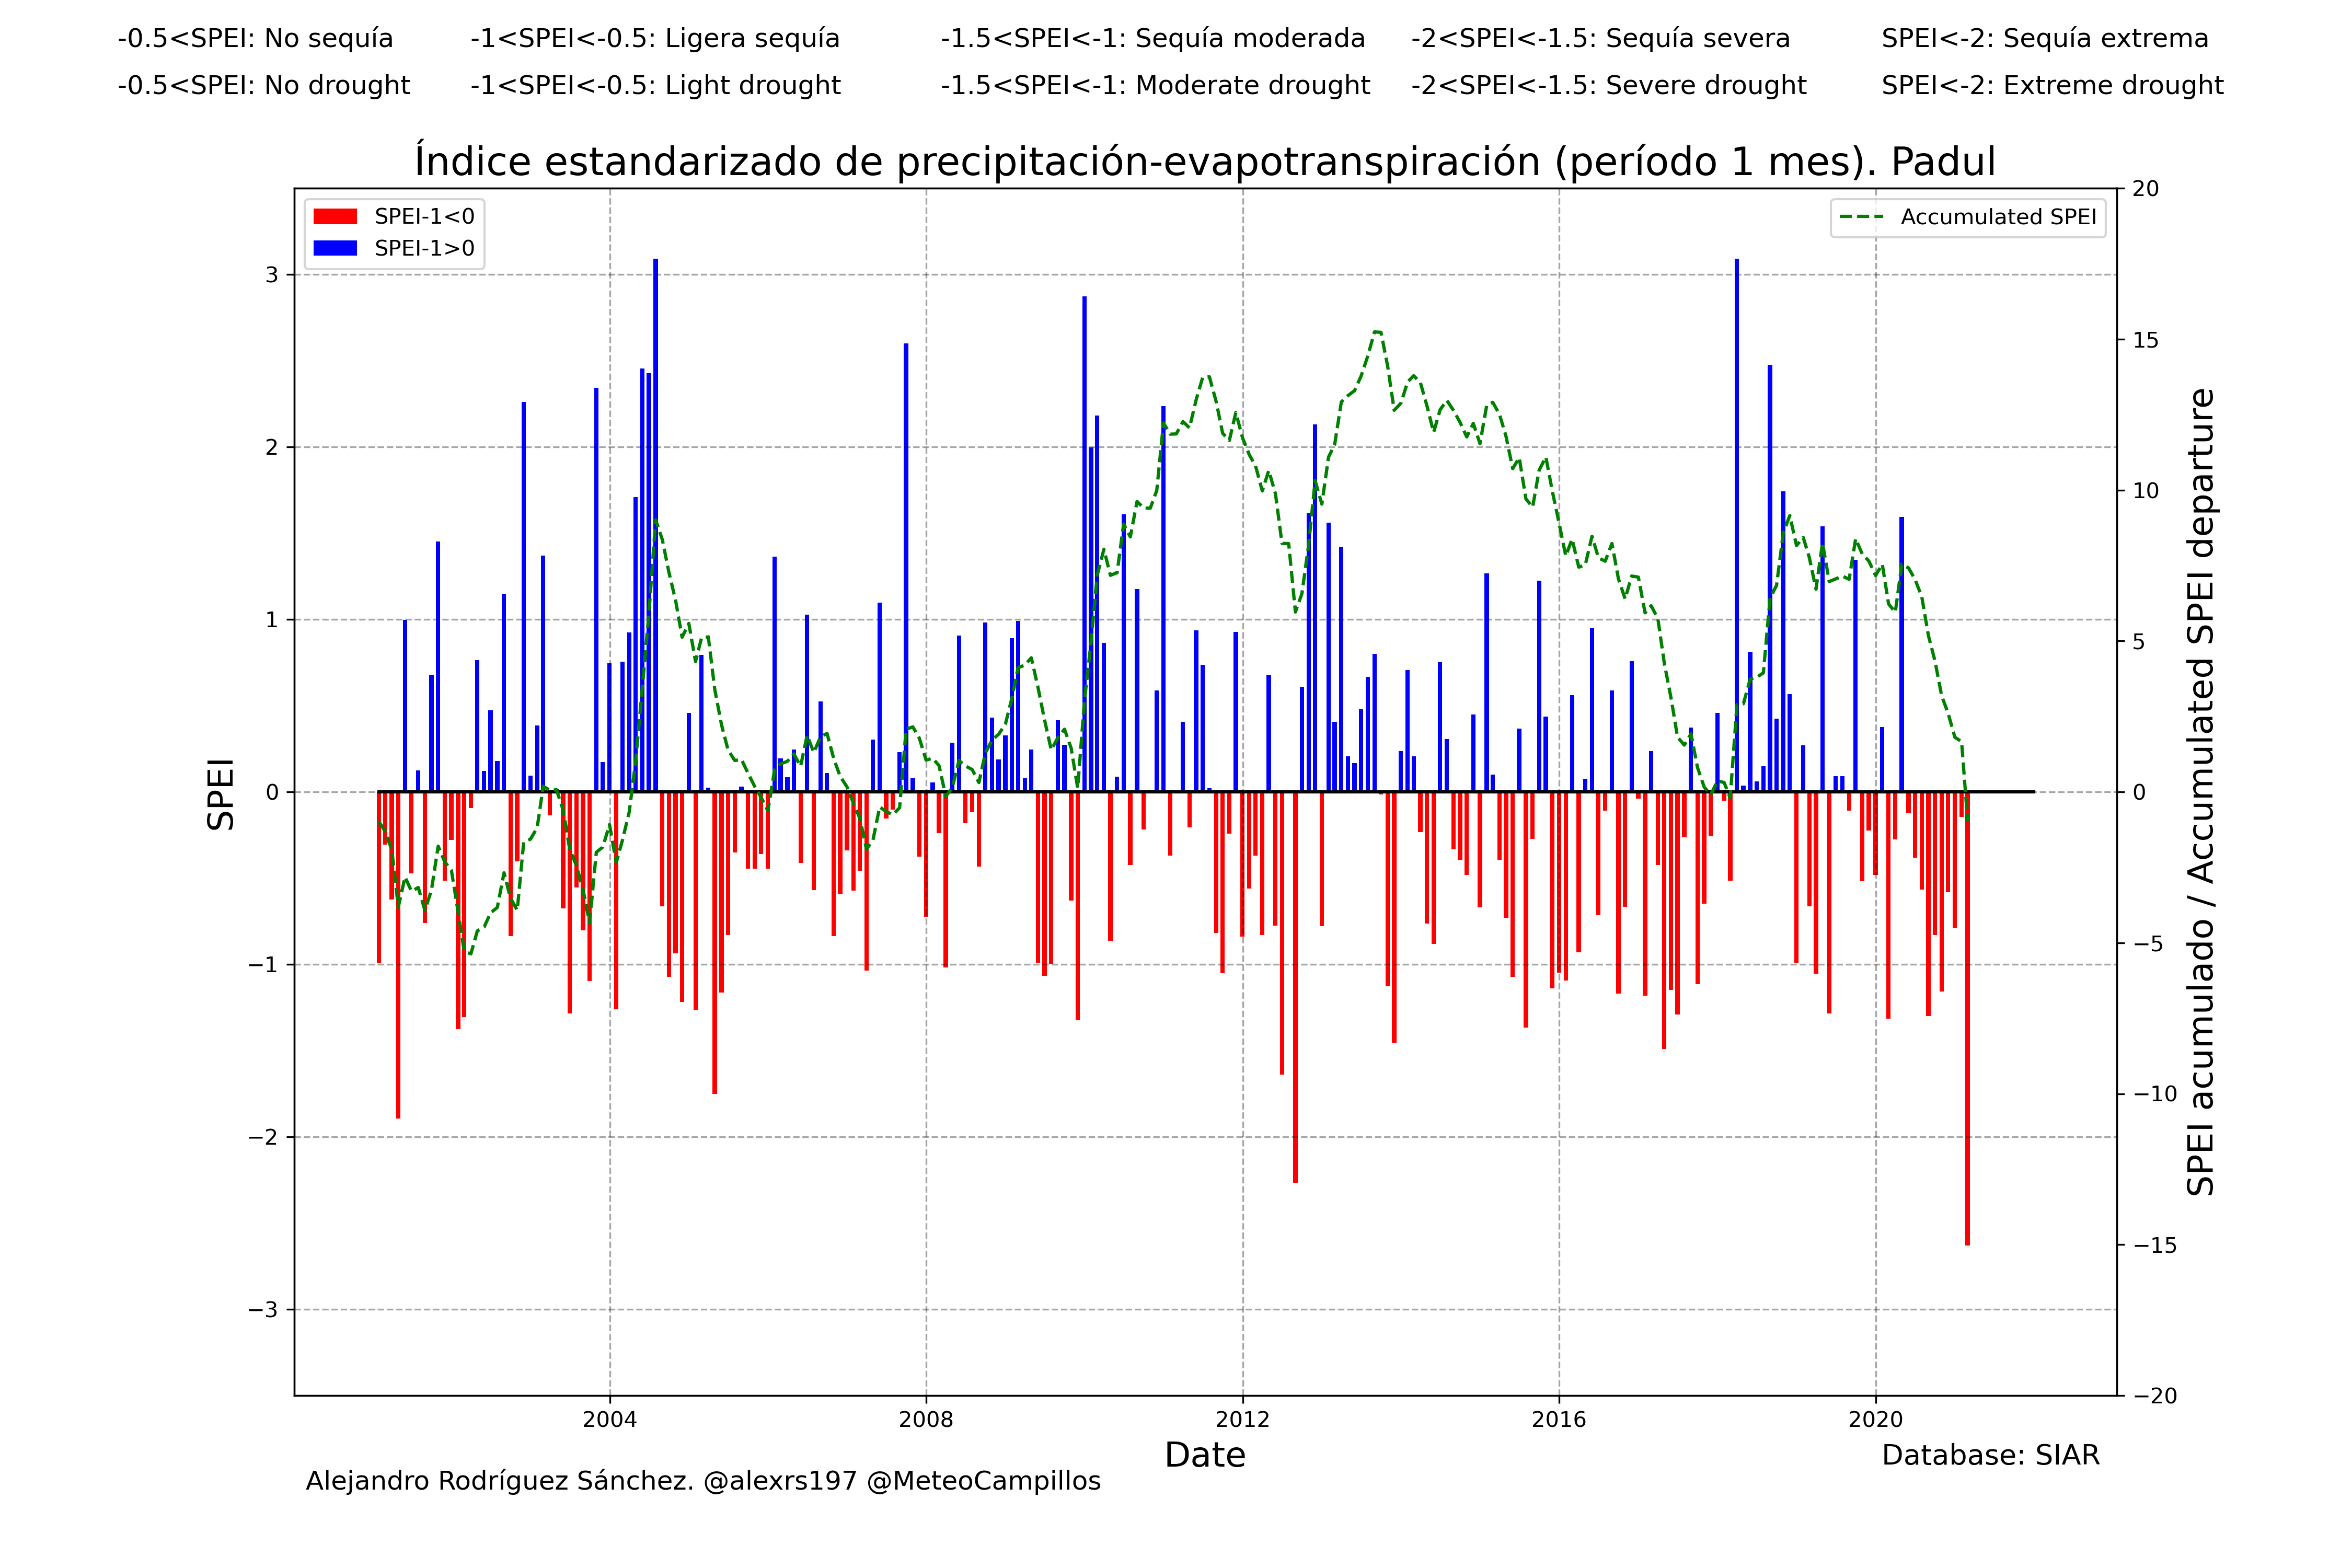 -0.5<SPEI: No sequía -1<SPEI<-0.5: Ligera sequía -1.5<SPEI<-1: Sequía moderada -2<SPEI<-1.5: Sequía severa SPEI<-2: Sequía extrema
-0.5<SPEI: No drought -1<SPEI<-0.5: Light drought -1.5<SPEI<-1: Moderate drought -2<SPEI<-1.5: Severe drought SPEI<-2: Extreme drought
Índice estandarizado de precipitación-evapotranspiración (período 1 mes). Padul
SPEI-1<0
SPEI-1>0
Accumulated SPEI
SPEI
3
2
1
0
−1
−2
−3
20
15
10
5
0
−5
−10
−15
−20
SPEI acumulado / Accumulated SPEI departure
2004 2008 2012 2016 2020
Date
Database: SIAR
Alejandro Rodríguez Sánchez. @alexrs197 @MeteoCampillos